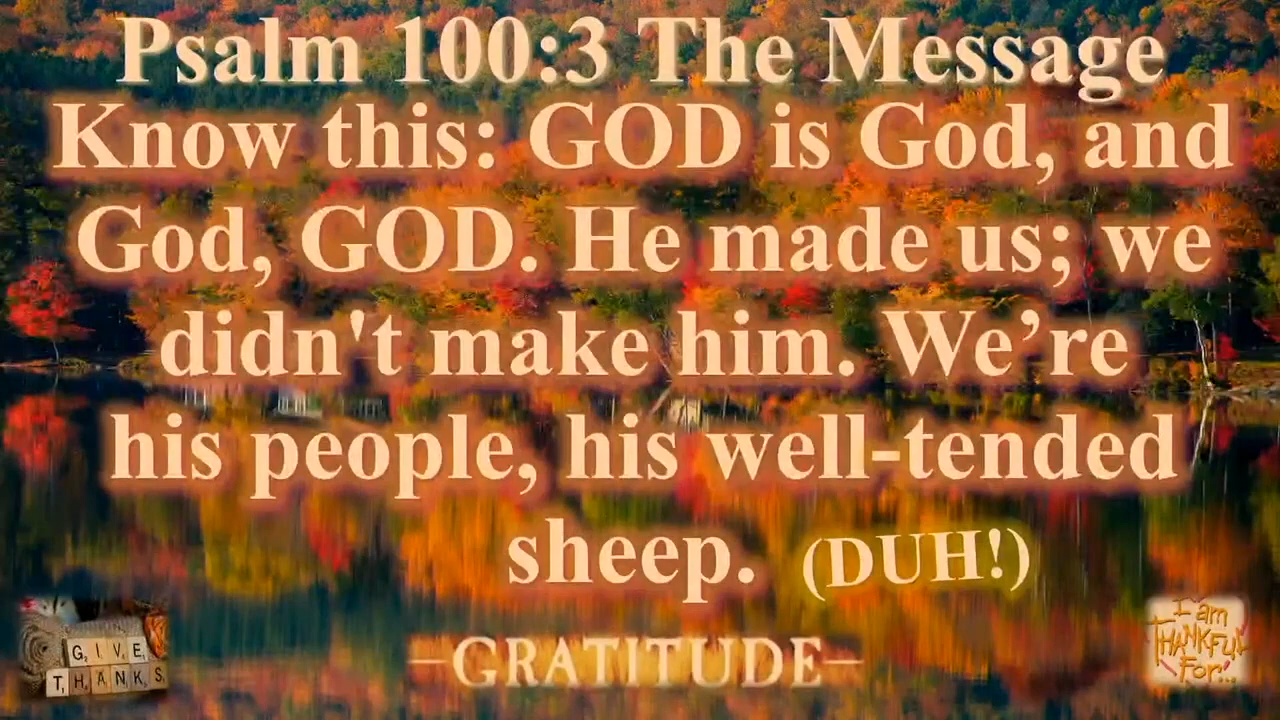 Psalm 100:3 The Message
Know this: GOD is God, and
God, GOD. He made us; we
didn't make him. We’re
his people, his well-tended
sheep. (DUH!)
GIVE
THANKS
–GRATITUDE–
I am
THANKFUL
FOR...